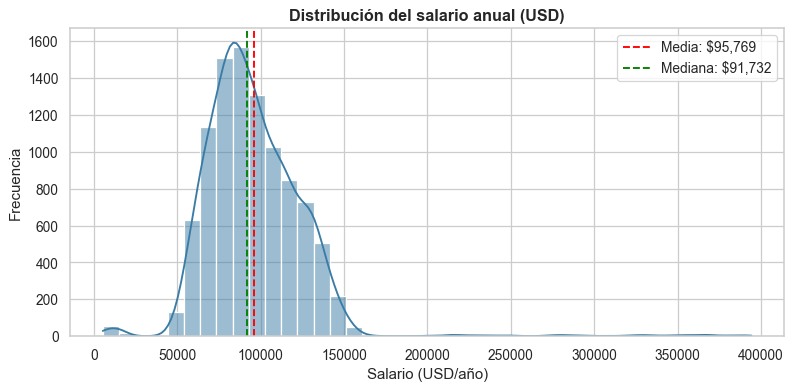 Distribución del salario anual (USD)
Media: $95,769
Mediana: $91,732
Frecuencia
1600
1400
1200
1000
800
600
400
200
0
0 50000 100000 150000 200000 250000 300000 350000 400000
Salario (USD/año)